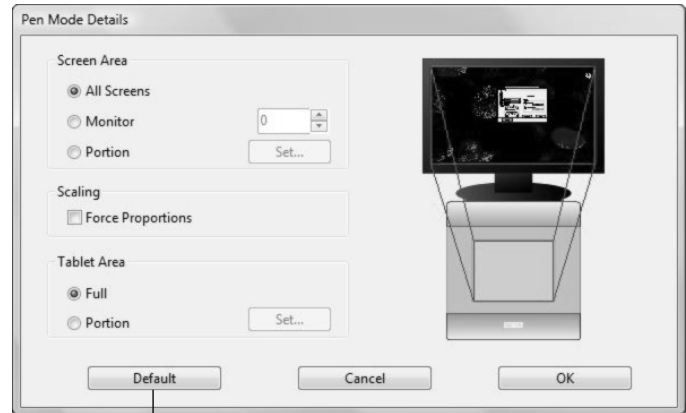 Pen Mode Details
Screen Area
All Screens
Monitor 0
Portion Set...
Scaling
Force Proportions
Tablet Area
Full
Portion Set...
Default Cancel OK